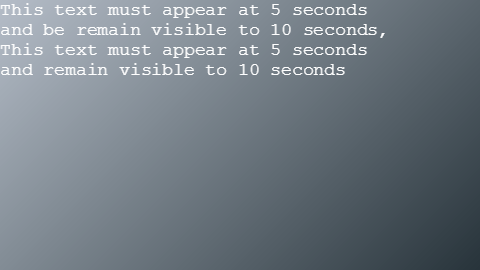 This text must appear at 5 seconds
and be remain visible to 10 seconds,
This text must appear at 5 seconds
and remain visible to 10 seconds